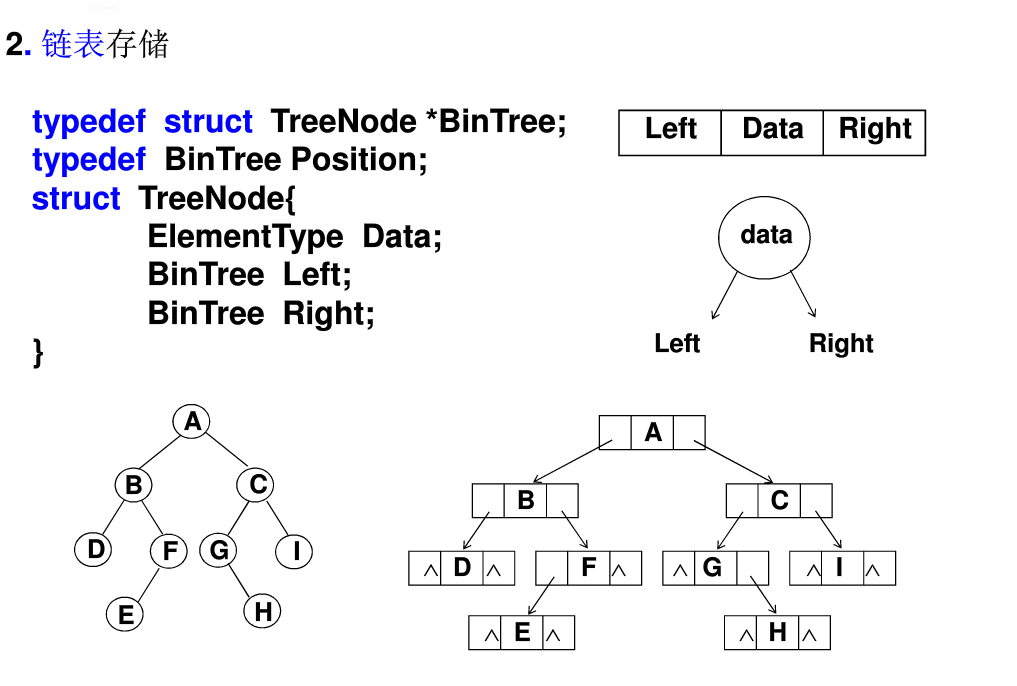 2. 链表存储
typedef struct TreeNode *BinTree;
typedef BinTree Position;
struct TreeNode{
ElementType Data;
BinTree Left;
BinTree Right;
}
Left Data Right
data
Left Right
A
B C
D F G I
E H
A
B C
∧ D ∧ F ∧ ∧ G ∧ I ∧
∧ E ∧ ∧ H ∧